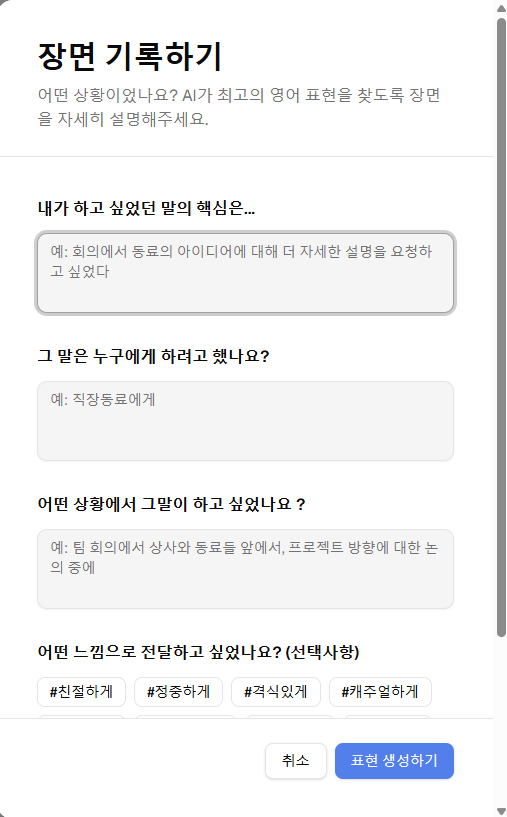 장면 기록하기
어떤 상황이었나요? AI가 최고의 영어 표현을 찾도록 장면
을 자세히 설명해주세요.
내가 하고 싶었던 말의 핵심은...
예: 회의에서 동료의 아이디어에 대해 더 자세한 설명을 요청하
고 싶었다
그 말은 누구에게 하려고 했나요?
예: 직장동료에게
어떤 상황에서 그말이 하고 싶었나요 ?
예: 팀 회의에서 상사와 동료들 앞에서, 프로젝트 방향에 대한 논
의 중에
어떤 느낌으로 전달하고 싶었나요? (선택사항)
#친절하게 #정중하게 #격식있게 #캐주얼하게
취소 표현 생성하기